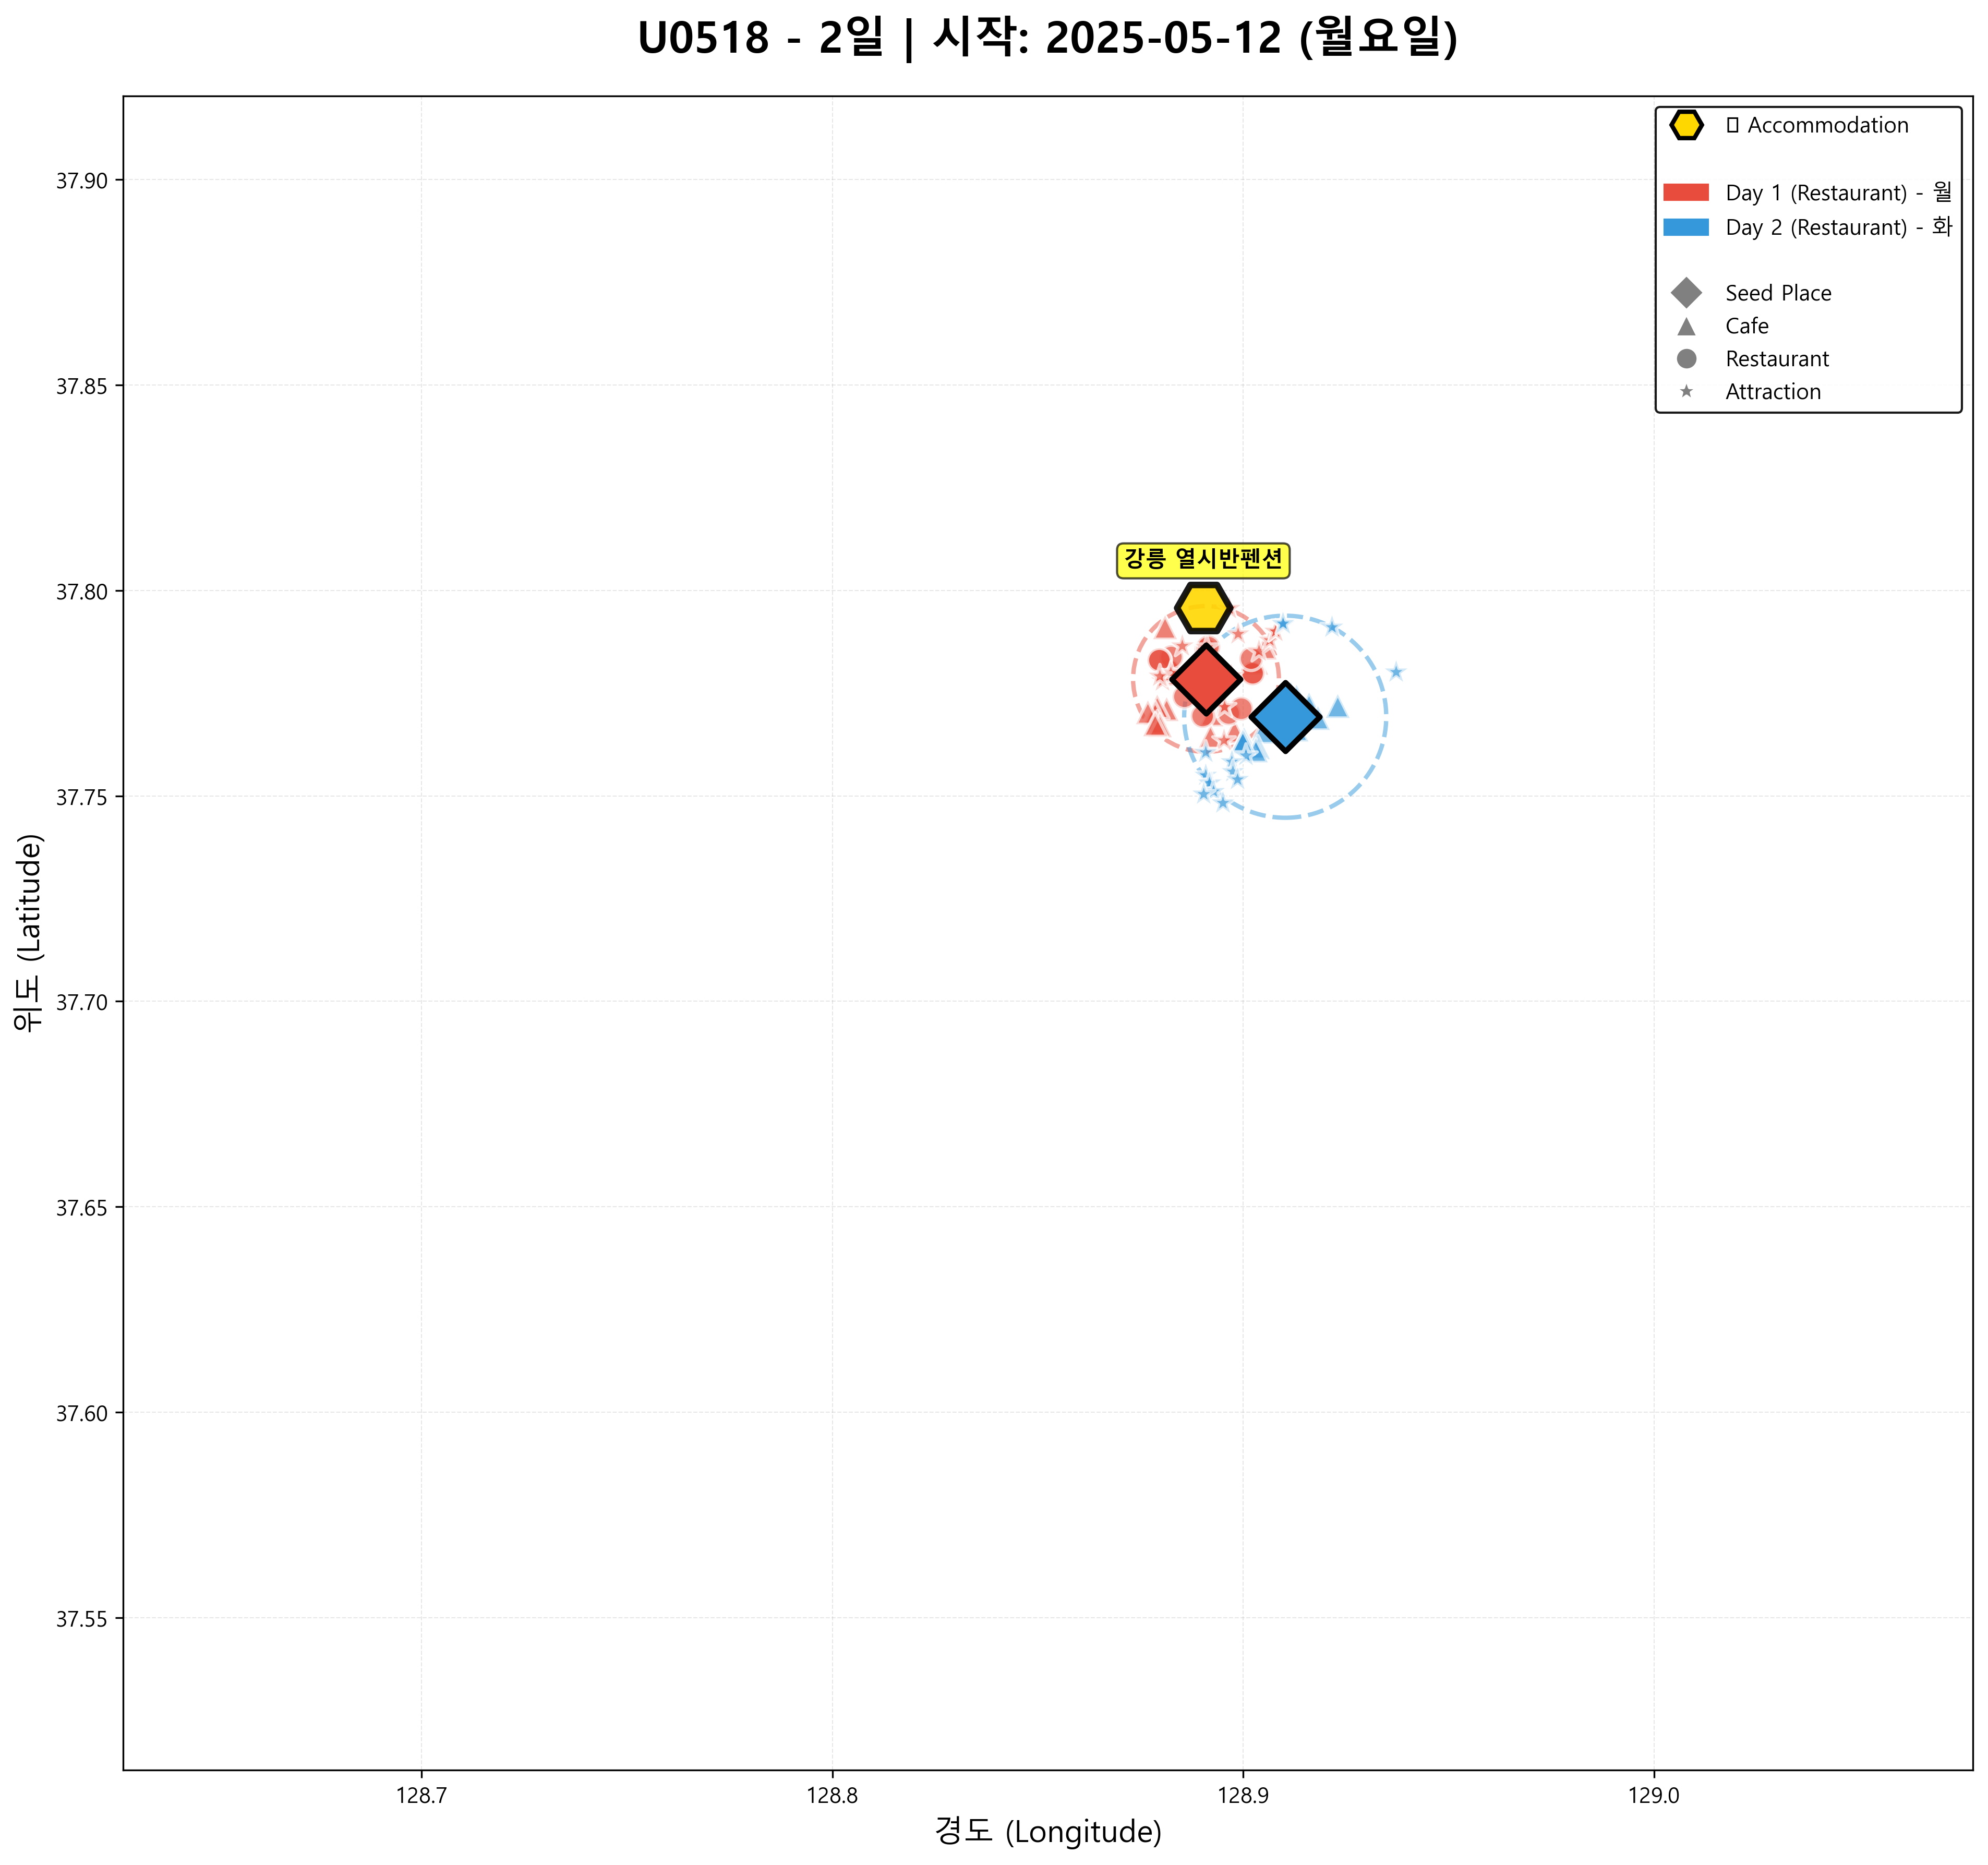 U0518 - 2일 | 시작: 2025-05-12 (월요일)
□ Accommodation
Day 1 (Restaurant) - 월
Day 2 (Restaurant) - 화
Seed Place
Cafe
Restaurant
Attraction
강릉 열시반펜션
37.90
37.85
37.80
37.75
37.70
37.65
37.60
37.55
위도 (Latitude)
128.7
128.8
128.9
129.0
경도 (Longitude)